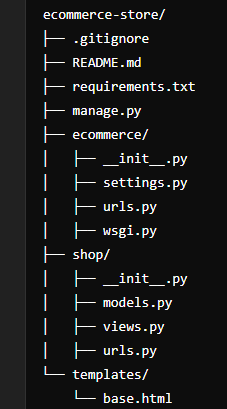 ecommerce-store/
├── .gitignore
├── README.md
├── requirements.txt
├── manage.py
├── ecommerce/
│   ├── __init__.py
│   ├── settings.py
│   ├── urls.py
│   ├── wsgi.py
├── shop/
│   ├── __init__.py
│   ├── models.py
│   ├── views.py
│   ├── urls.py
└── templates/
    └── base.html